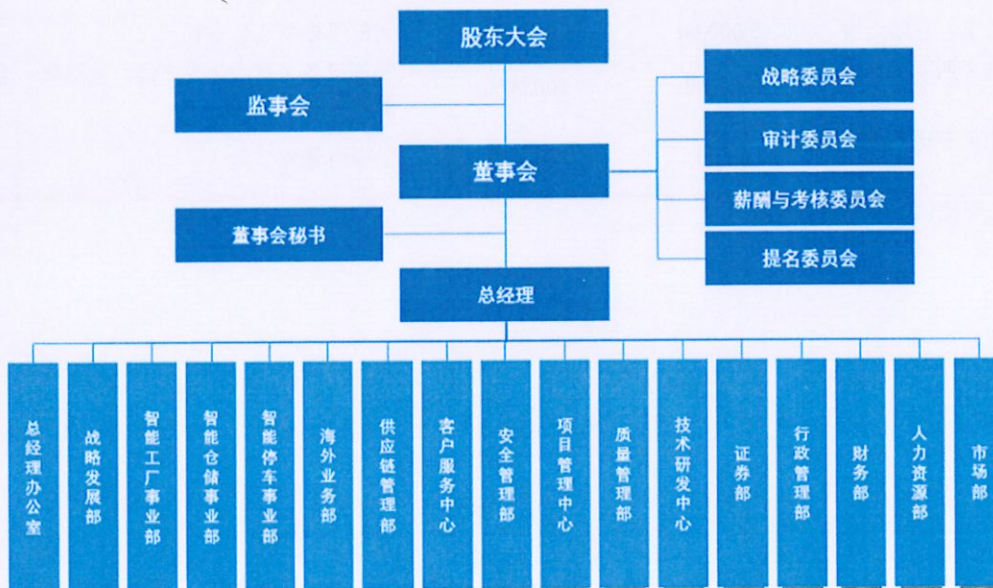 股东大会
监事会
董事会
战略委员会
审计委员会
薪酬与考核委员会
提名委员会
董事会秘书
总经理
总经理办公室
战略发展部
智能工厂事业部
智能仓储事业部
智能停车事业部
海外业务部
供应链管理部
客户服务中心
安全管理部
项目管理中心
质量管理部
技术研发中心
证券部
行政管理部
财务部
人力资源部
市场部